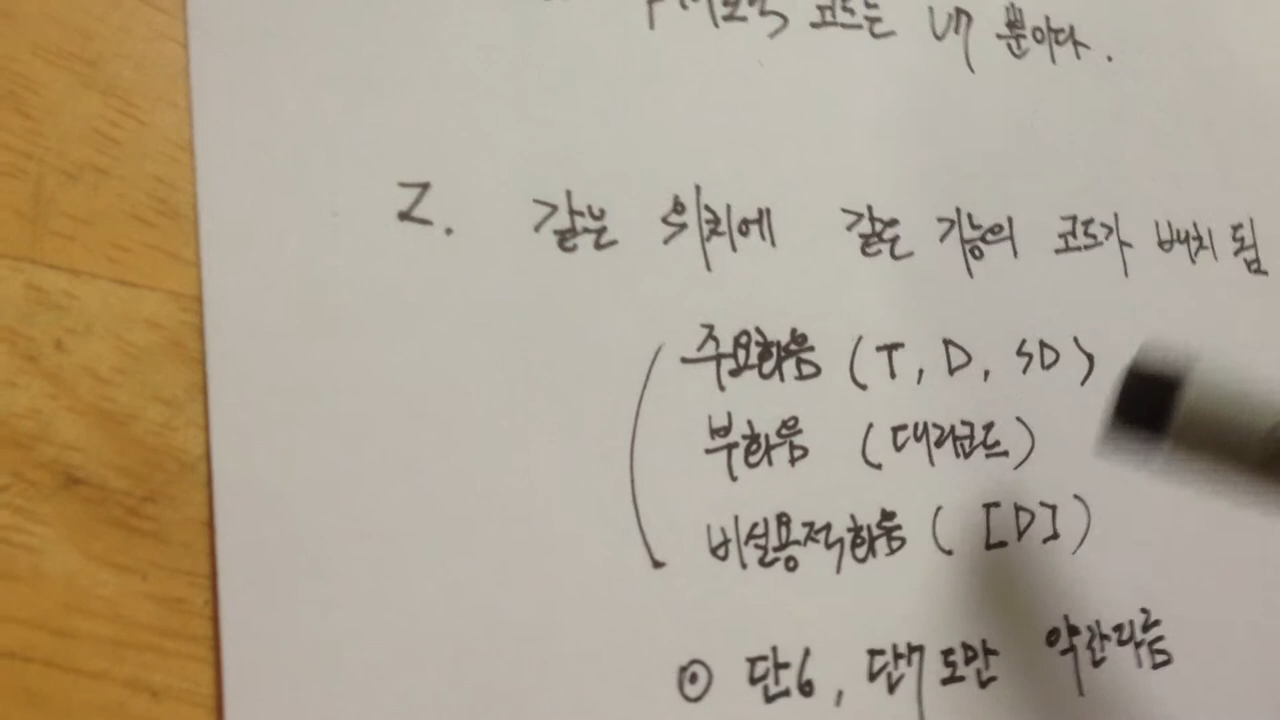 코드는 V7 뿐이다.
2. 같은 위치에 같은 기능의 코드가 배치 됨
주요화음 (T, D, SD)
부화음 (대리코드)
비실용적화음 ([D])
⊙ 단6, 단7도만 약간다름